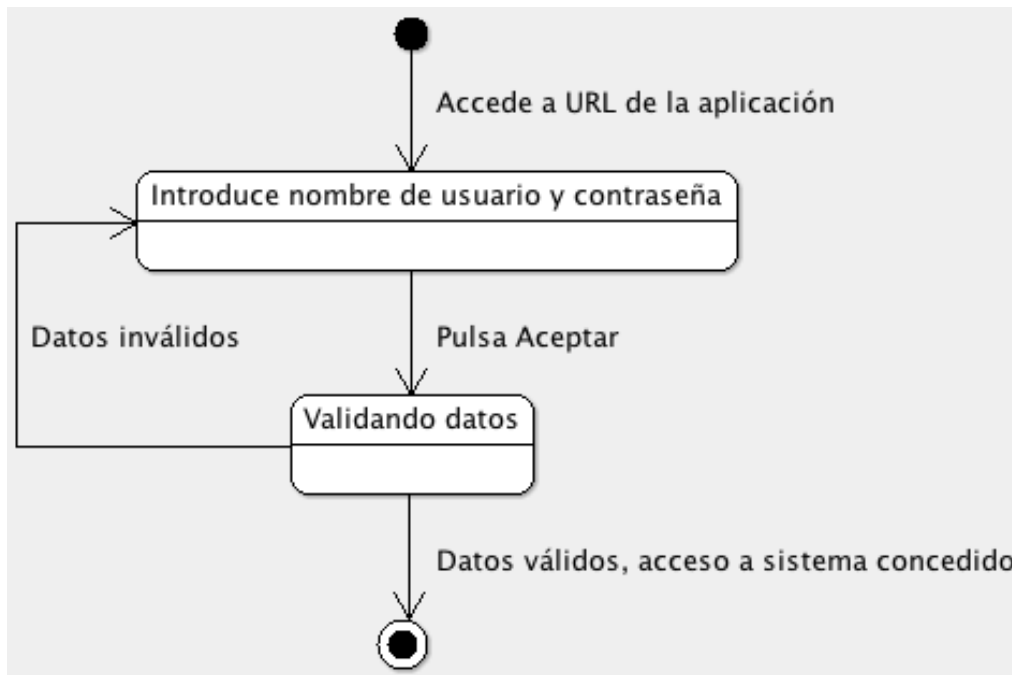 Accede a URL de la aplicación
Introduce nombre de usuario y contraseña
Datos inválidos
Pulsa Aceptar
Validando datos
Datos válidos, acceso a sistema concedido